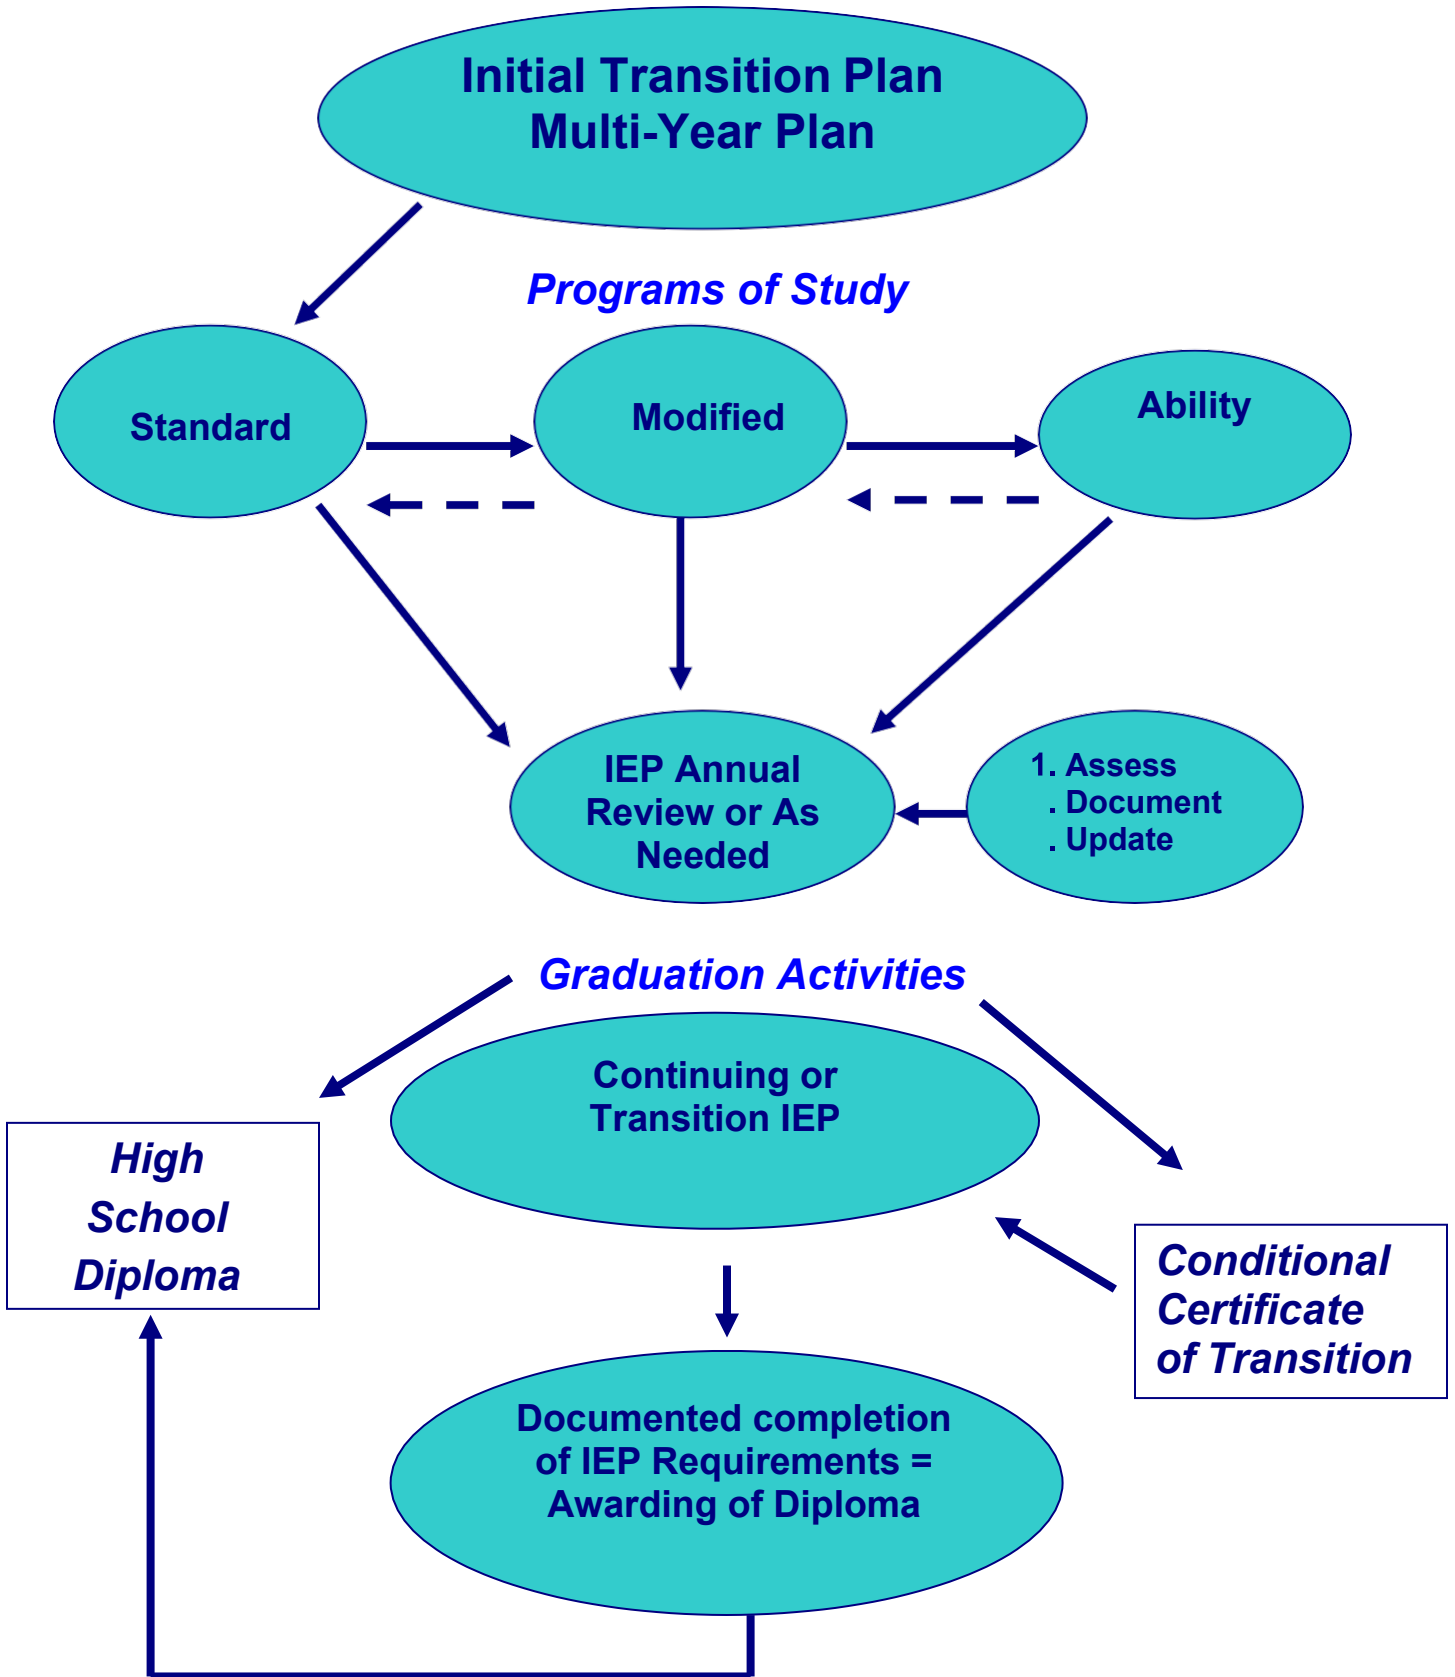 Initial Transition Plan
Multi-Year Plan
Programs of Study
Standard
Modified
Ability
IEP Annual
Review or As
Needed
1. Assess
. Document
. Update
Graduation Activities
Continuing or
Transition IEP
High
School
Diploma
Conditional
Certificate
of Transition
Documented completion
of IEP Requirements =
Awarding of Diploma